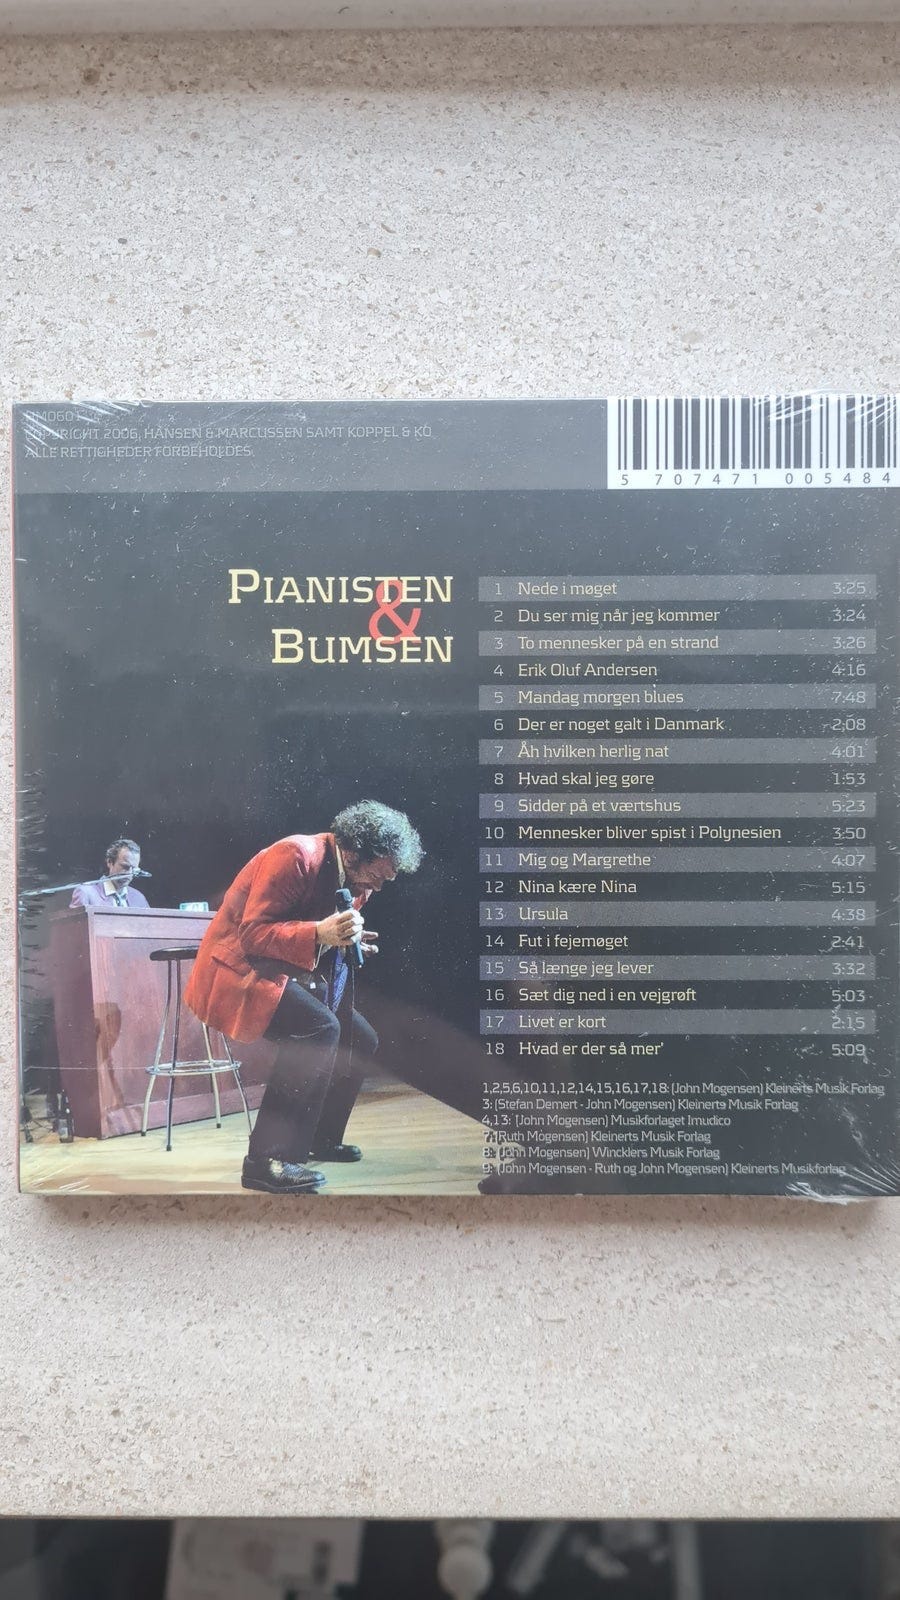 COPYRIGHT 2006, HANSEN & MARCUSSEN SAMT KOPPEL & KO
ALLE RETTIGHEDER FORBEHOLDES
5 707471 005484
PIANISTEN
&
BUMSEN
1 Nede i møget 3:25
2 Du ser mig når jeg kommer 3:24
3 To mennesker på en strand 3:26
4 Erik Oluf Andersen 4:16
5 Mandag morgen blues 7:48
6 Der er noget galt i Danmark 2:08
7 Åh hvilken herlig nat 4:01
8 Hvad skal jeg gøre 1:53
9 Sidder på et værtshus 5:23
10 Mennesker bliver spist i Polynesien 3:50
11 Mig og Margrethe 4:07
12 Nina kære Nina 5:15
13 Ursula 4:38
14 Fut i fejemøget 2:41
15 Så længe jeg lever 3:32
16 Sæt dig ned i en vejgrøft 5:03
17 Livet er kort 2:15
18 Hvad er der så mer' 5:09
1,2,5,6,10,11,12,14,15,16,17,18: (John Mogensen) Kleinerts Musik Forlag
3: (Stefan Demert - John Mogensen) Kleinerts Musik Forlag
4,13: (John Mogensen) Musikforlaget Imudico
7: (Ruth Mogensen) Kleinerts Musik Forlag
8: (John Mogensen) Wincklers Musik Forlag
9: (John Mogensen - Ruth og John Mogensen) Kleinerts Musikforlag